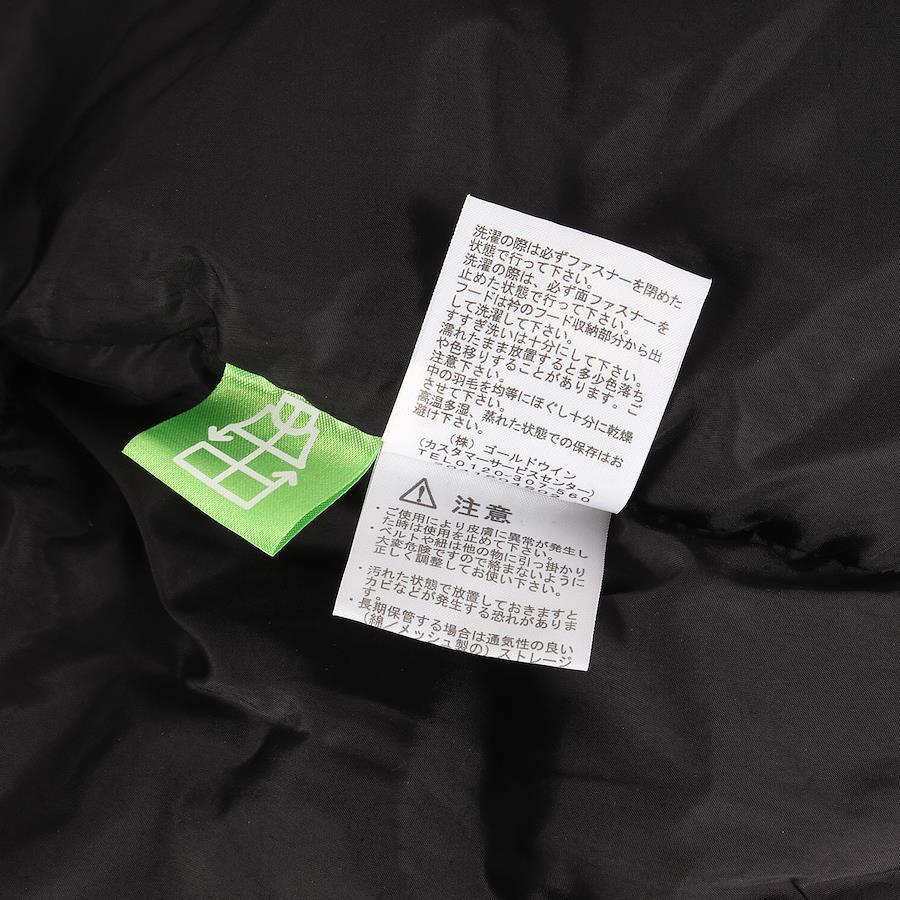 洗濯の際は必ずファスナーを閉めた
状態で行って下さい。
洗濯の際は、必ず面ファスナーを
止めた状態で行って下さい。
フードは衿のフード収納部分から出
して洗濯して下さい。
すすぎ洗いは十分にして下さい。
濡れたまま放置すると多少色落ち
や色移りすることがあります。ご
注意下さい。
中の羽毛を均等にほぐし十分に乾燥
させて下さい。
高温多湿、蒸れた状態での保存はお
避け下さい。
(株)ゴールドウイン
(カスタマーサービスセンター)
TEL0120-307-560
注意
・ご使用により皮膚に異常が発生し
た時は使用を止めて下さい。
・ベルトや紐は他の物に引っ掛かり
大変危険ですので絡まないように
正しく調整してお使い下さい。
・汚れた状態で放置しておきますと
カビなどが発生する恐れがありま
す。
・長期保管する場合は通気性の良い
(綿/メッシュ製の)ストレージ